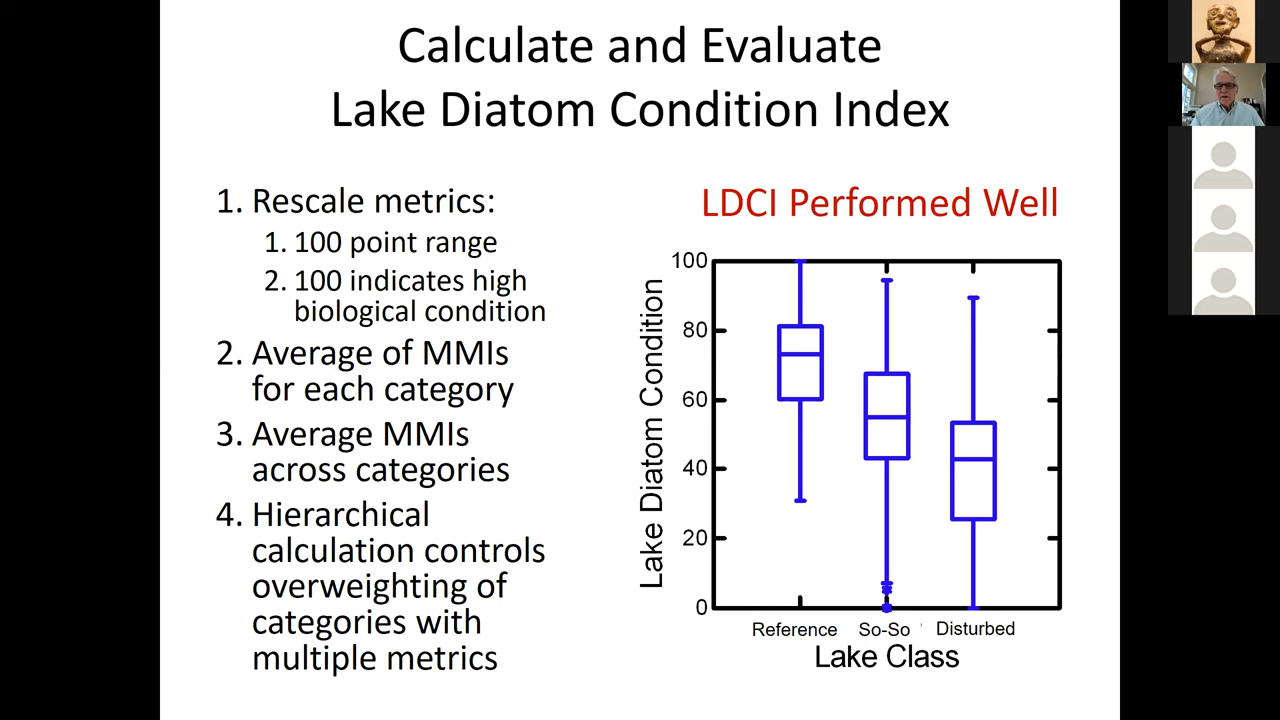 Calculate and Evaluate
Lake Diatom Condition Index
1. Rescale metrics:
1. 100 point range
2. 100 indicates high
biological condition
2. Average of MMIs
for each category
3. Average MMIs
across categories
4. Hierarchical
calculation controls
overweighting of
categories with
multiple metrics
LDCI Performed Well
Lake Diatom Condition
100
80
60
40
20
0
Reference So-So Disturbed
Lake Class